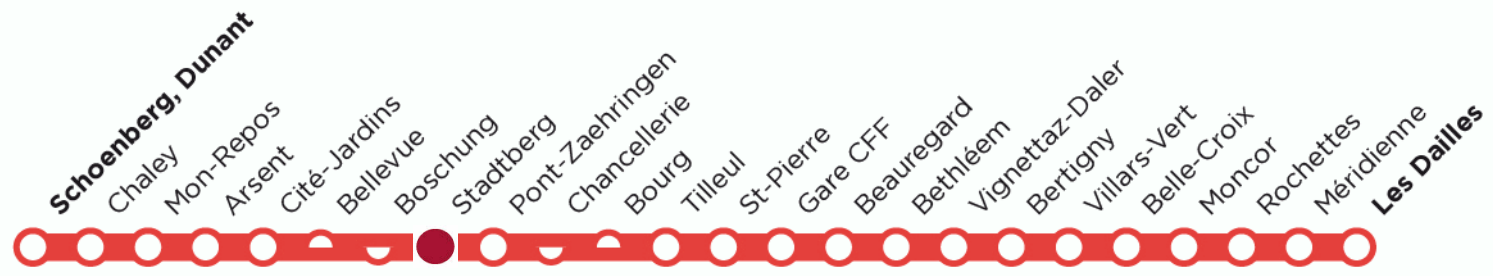 Schoenberg, Dunant
Chaley
Mon-Repos
Arsent
Cité-Jardins
Bellevue
Boschung
Stadtberg
Pont-Zaehringen
Chancellerie
Bourg
Tilleul
St-Pierre
Gare CFF
Beauregard
Bethléem
Vignettaz-Daler
Bertigny
Villars-Vert
Belle-Croix
Moncor
Rochettes
Méridienne
Les Dailles